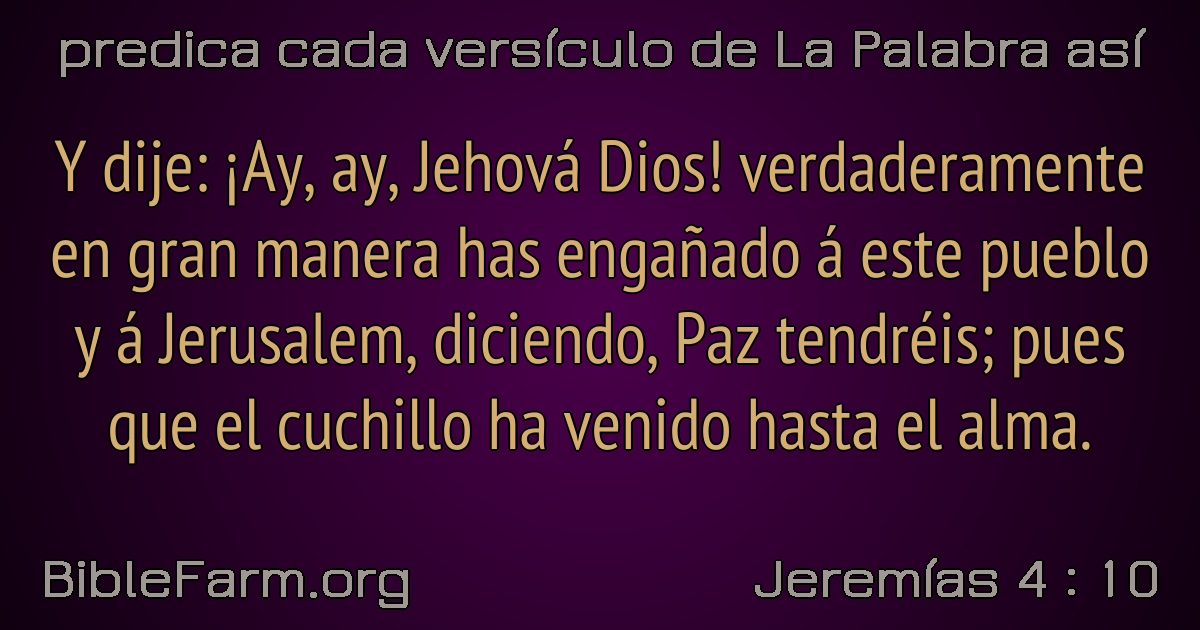 predica cada versículo de La Palabra así
Y dije: ¡Ay, ay, Jehová Dios! verdaderamente
en gran manera has engañado á este pueblo
y á Jerusalem, diciendo, Paz tendréis; pues
que el cuchillo ha venido hasta el alma.
BibleFarm.org
Jeremías 4 : 10